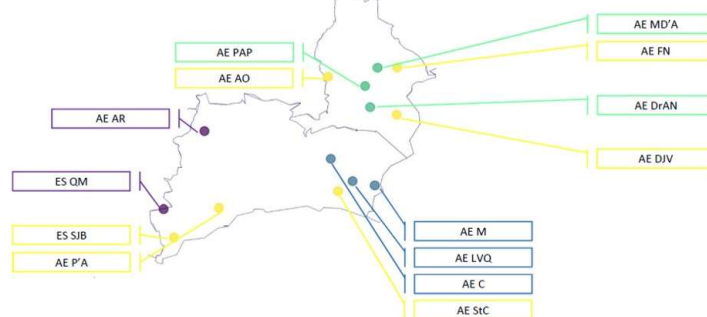 AE MD'A
AE PAP
AE FN
AE AO
AE DrAN
AE AR
AE DJV
ES QM
ES SJB
AE M
AE LVQ
AE P'A
AE C
AE StC